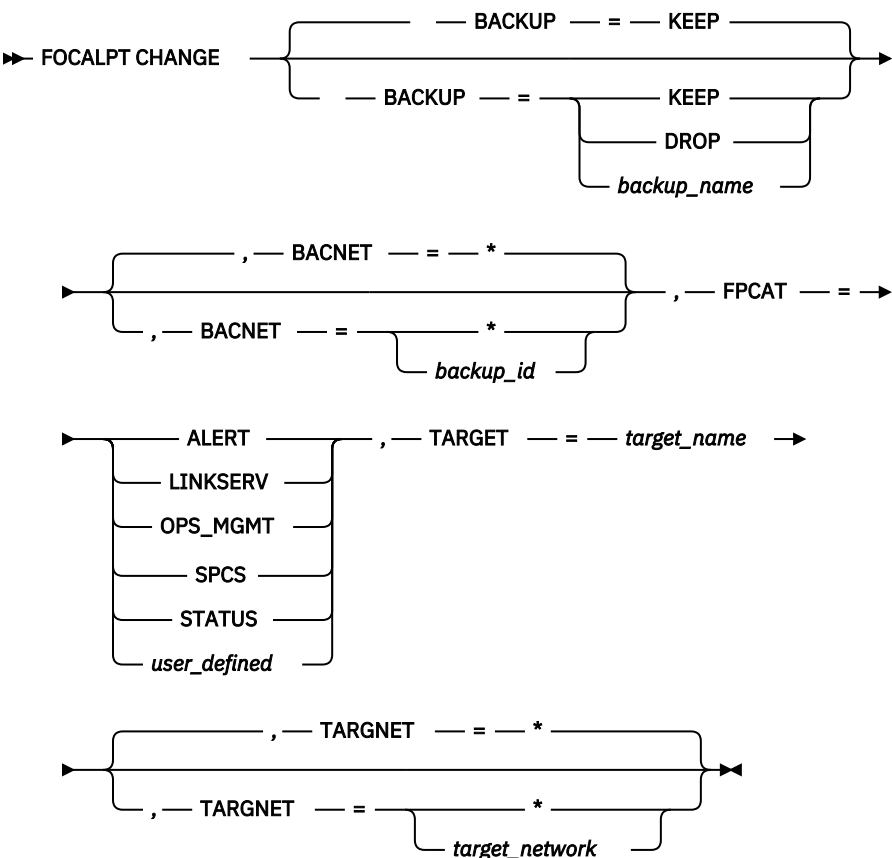 BACKUP = KEEP
FOCALPT CHANGE
BACKUP = KEEP
DROP
backup_name
, BACNET = *
, FPCAT =
, BACNET = *
backup_id
ALERT , TARGET = target_name
LINKSERV
OPS_MGMT
SPCS
STATUS
user_defined
, TARGNET = *
, TARGNET = *
target_network